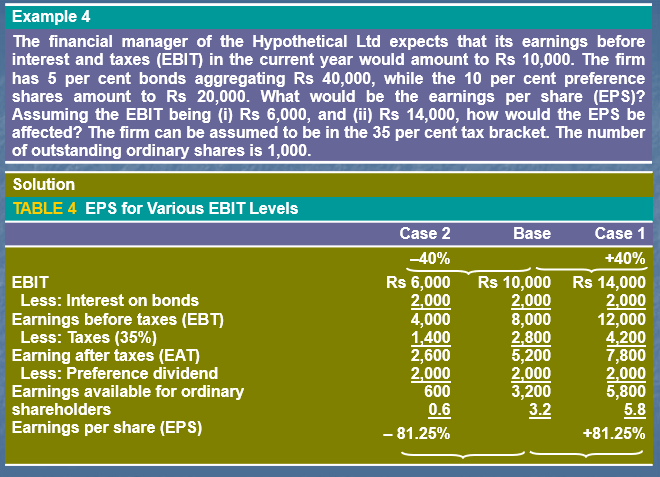 Example 4
The financial manager of the Hypothetical Ltd expects that its earnings before
interest and taxes (EBIT) in the current year would amount to Rs 10,000. The firm
has 5 per cent bonds aggregating Rs 40,000, while the 10 per cent preference
shares amount to Rs 20,000. What would be the earnings per share (EPS)?
Assuming the EBIT being (i) Rs 6,000, and (ii) Rs 14,000, how would the EPS be
affected? The firm can be assumed to be in the 35 per cent tax bracket. The number
of outstanding ordinary shares is 1,000.
Solution
TABLE 4 EPS for Various EBIT Levels
Case 2 Base Case 1
–40% +40%
EBIT Rs 6,000 Rs 10,000 Rs 14,000
Less: Interest on bonds 2,000 2,000 2,000
Earnings before taxes (EBT) 4,000 8,000 12,000
Less: Taxes (35%) 1,400 2,800 4,200
Earning after taxes (EAT) 2,600 5,200 7,800
Less: Preference dividend 2,000 2,000 2,000
Earnings available for ordinary 600 3,200 5,800
shareholders 0.6 3.2 5.8
Earnings per share (EPS) – 81.25% +81.25%